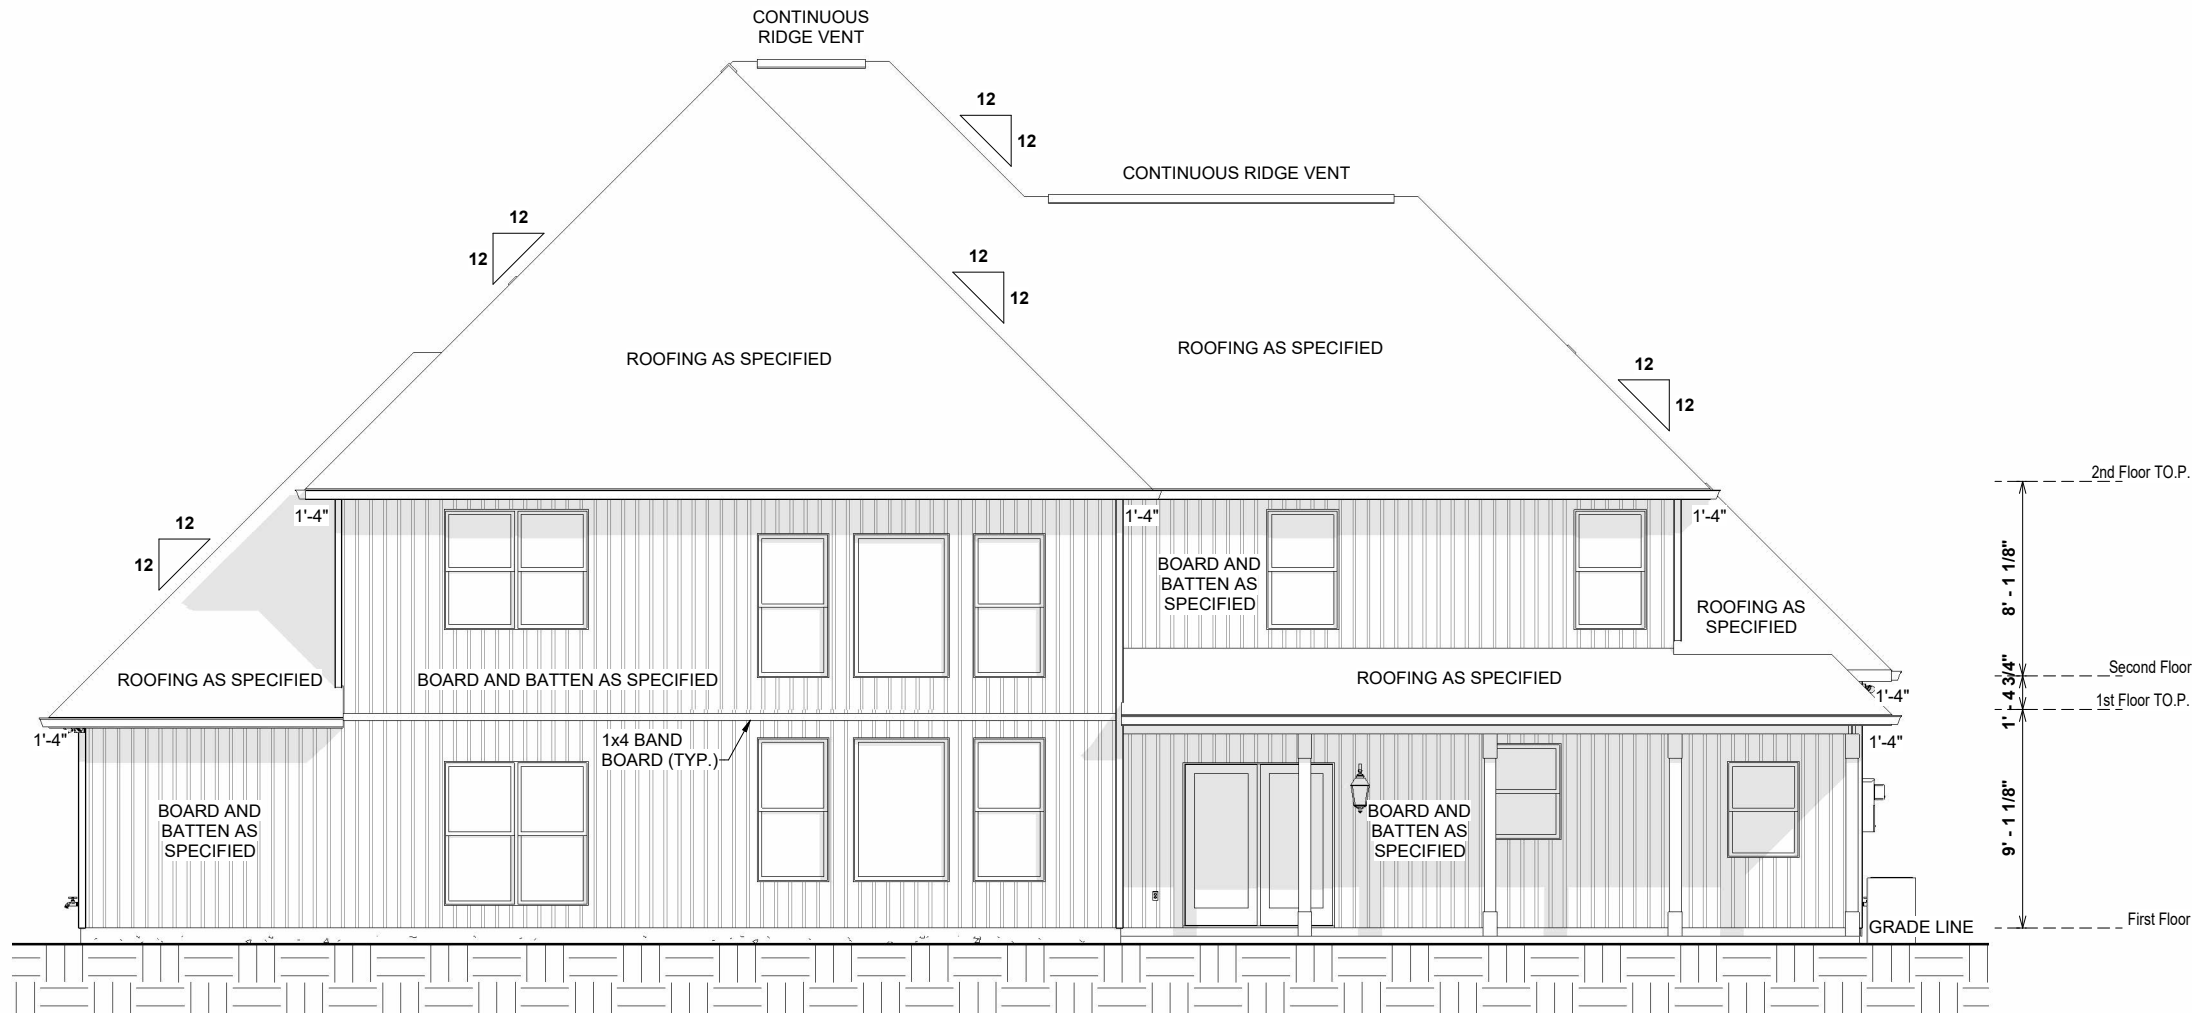 CONTINUOUS
RIDGE VENT
12
12
CONTINUOUS RIDGE VENT
12
12
12
12
ROOFING AS SPECIFIED
ROOFING AS SPECIFIED
12
12
2nd Floor TO.P.
1'-4"
1'-4"
1'-4"
12
12
BOARD AND
BATTEN AS
SPECIFIED
8' - 1 1/8"
ROOFING AS
SPECIFIED
ROOFING AS SPECIFIED
BOARD AND BATTEN AS SPECIFIED
ROOFING AS SPECIFIED
Second Floor
1'-4"
1' - 4 3/4"
1st Floor TO.P.
1'-4"
1x4 BAND
BOARD (TYP.)
1'-4"
BOARD AND
BATTEN AS
SPECIFIED
BOARD AND
BATTEN AS
SPECIFIED
9' - 1 1/8"
GRADE LINE
First Floor